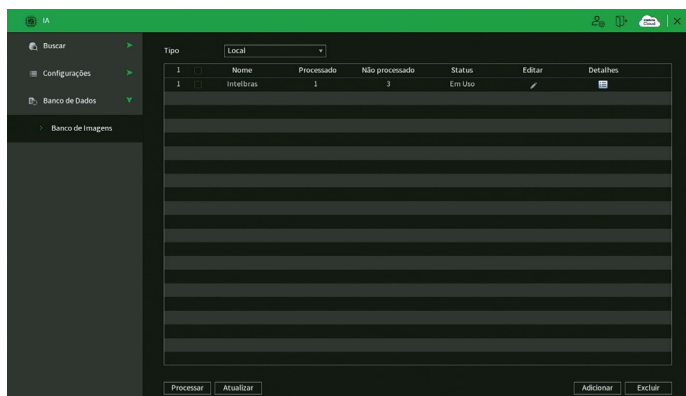 IA
Buscar
Configurações
Banco de Dados
Banco de Imagens
Tipo Local
1 Nome Processado Não processado Status Editar Detalhes
1 Intelbras 1 3 Em Uso
Processar Atualizar Adicionar Excluir